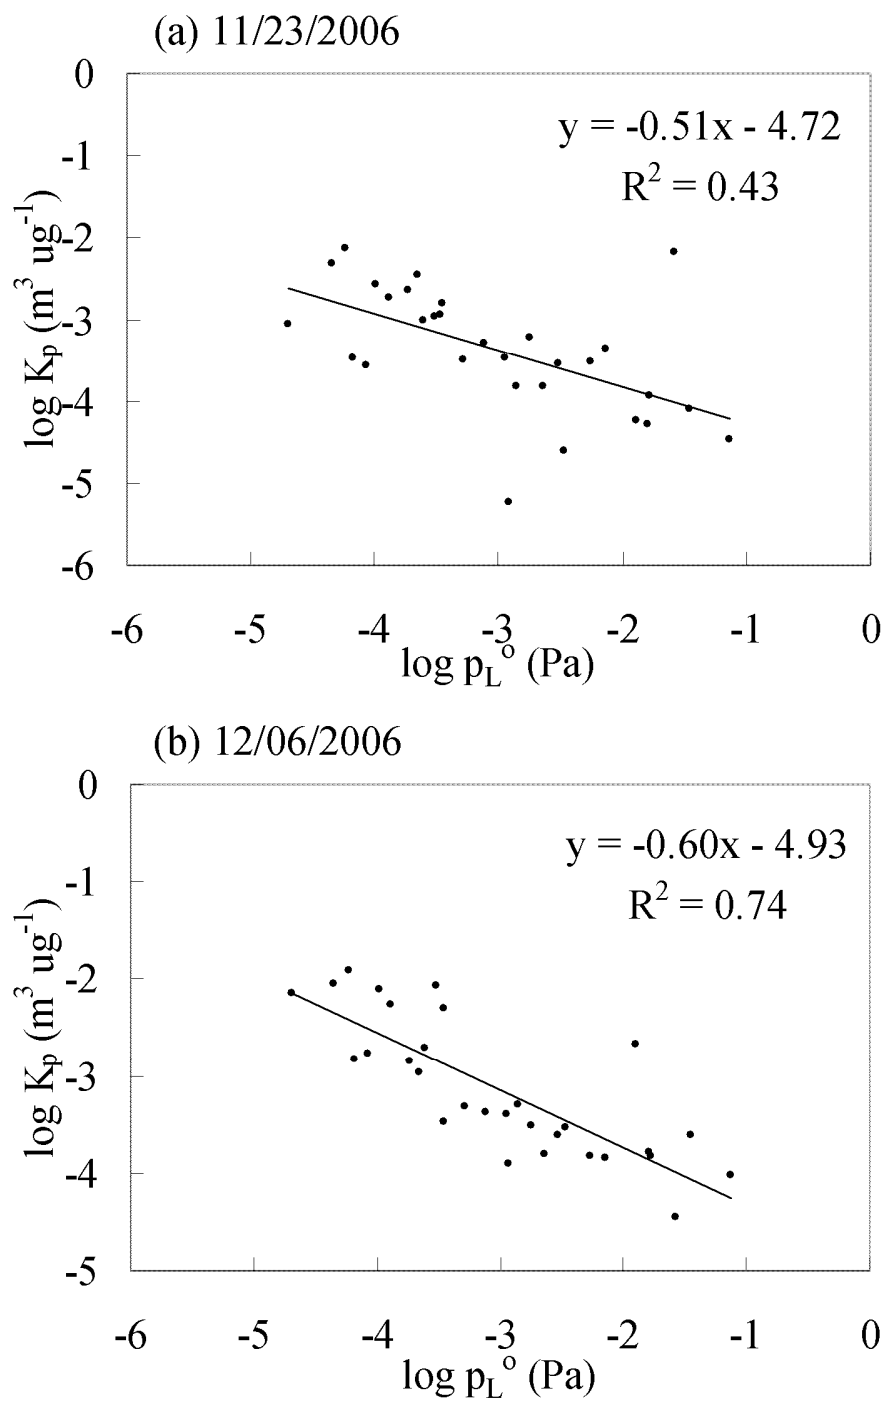 (a) 11/23/2006
0
-1
-2
-3
-4
-5
-6
log Kp (m³ ug⁻¹)
y = -0.51x - 4.72
R² = 0.43
-6 -5 -4 -3 -2 -1 0
log pL° (Pa)
(b) 12/06/2006
0
-1
-2
-3
-4
-5
log Kp (m³ ug⁻¹)
y = -0.60x - 4.93
R² = 0.74
-6 -5 -4 -3 -2 -1 0
log pL° (Pa)